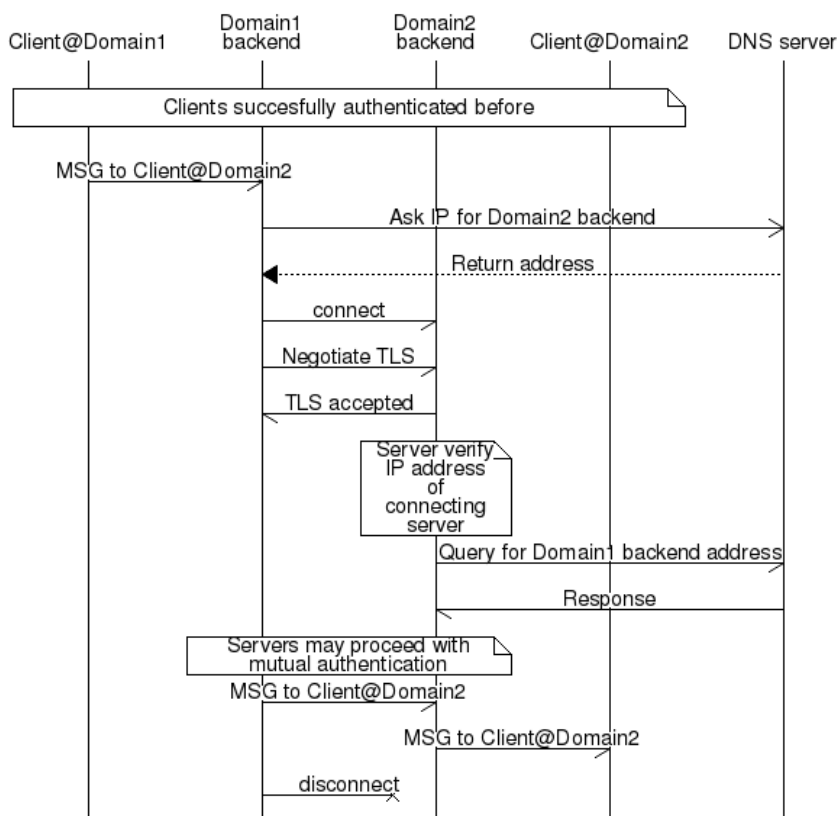 Client@Domain1
Domain1
backend
Domain2
backend
Client@Domain2
DNS server
Clients succesfully authenticated before
MSG to Client@Domain2
Ask IP for Domain2 backend
Return address
connect
Negotiate TLS
TLS accepted
Server verify
IP address
of
connecting
server
Query for Domain1 backend address
Response
Servers may proceed with
mutual authentication
MSG to Client@Domain2
MSG to Client@Domain2
disconnect